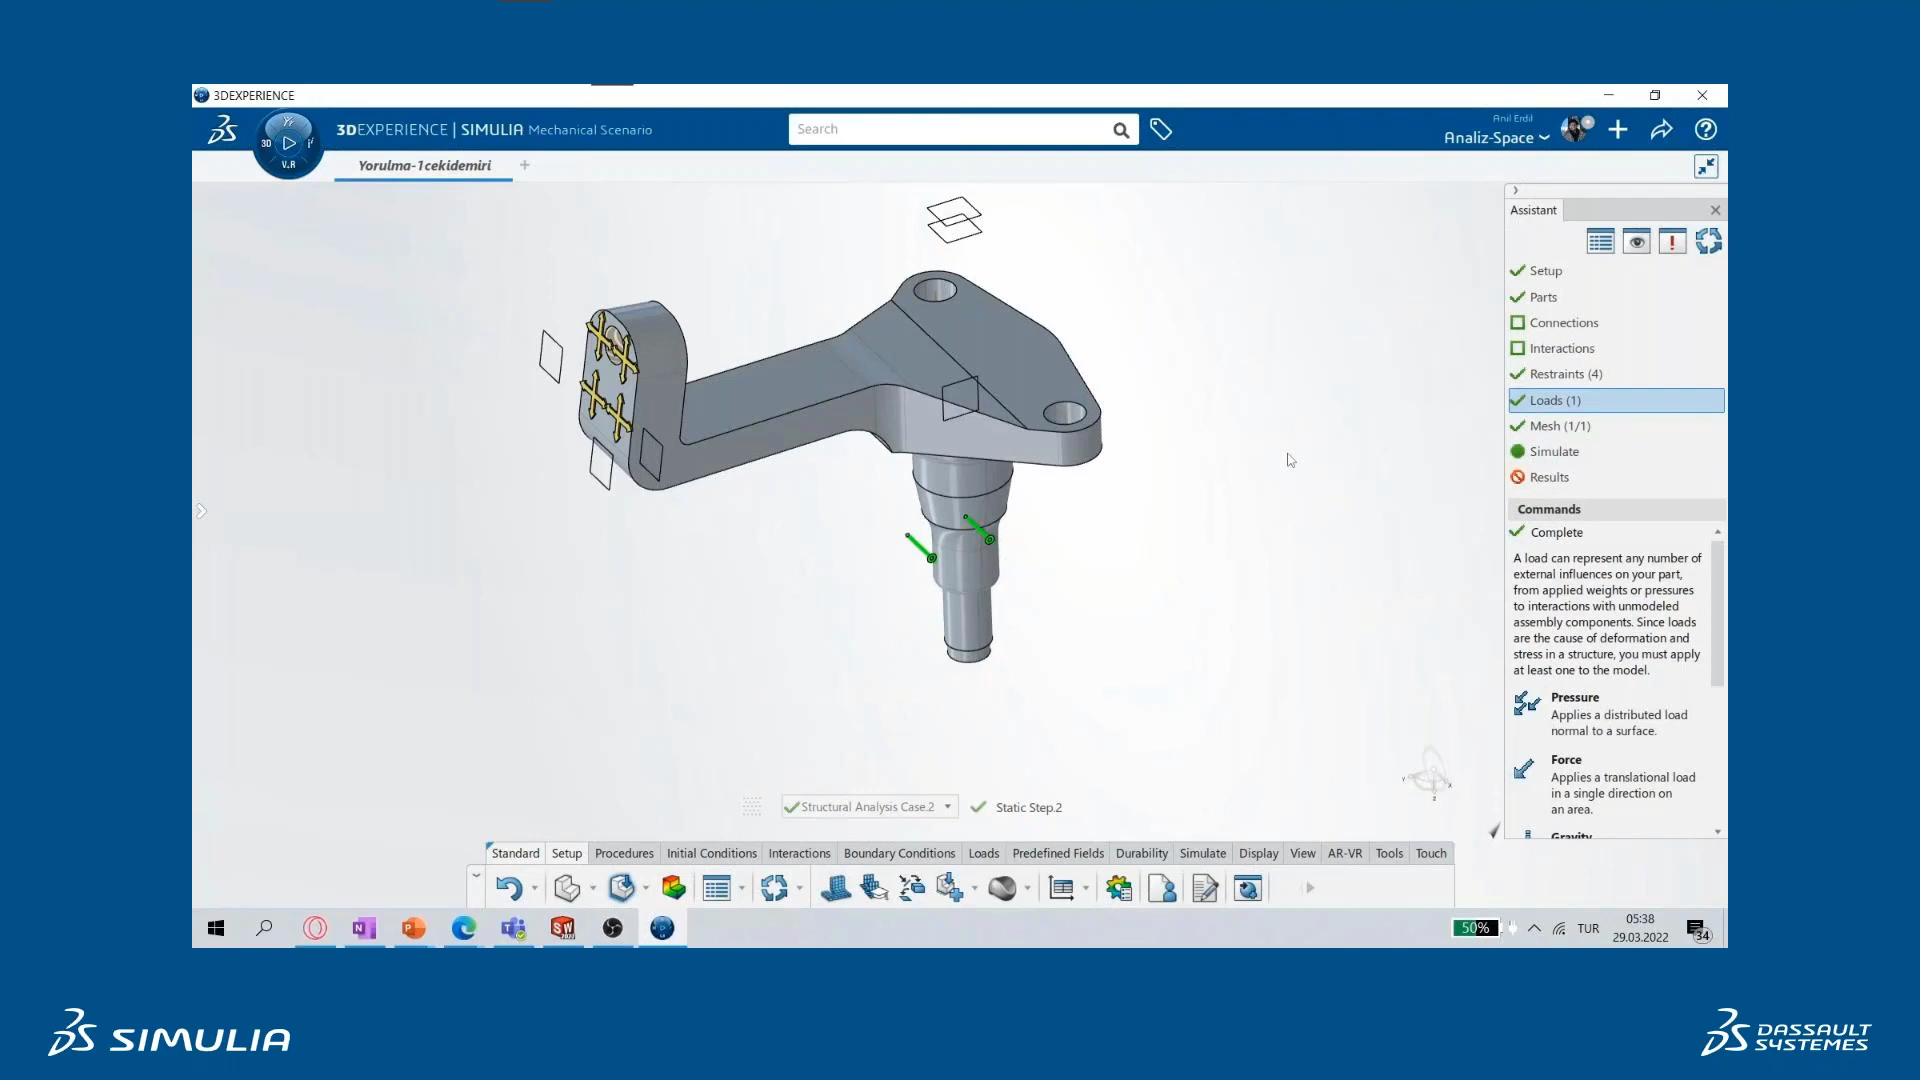 3DEXPERIENCE
3DEXPERIENCE | SIMULIA Mechanical Scenario
Search
Anil Erdil
Analiz-Space
3D
V.R
Yorulma-1cekidemiri
Assistant
Setup
Parts
Connections
Interactions
Restraints (4)
Loads (1)
Mesh (1/1)
Simulate
Results
Commands
Complete
A load can represent any number of
external influences on your part,
from applied weights or pressures
to interactions with unmodeled
assembly components. Since loads
are the cause of deformation and
stress in a structure, you must apply
at least one to the model.
Pressure
Applies a distributed load
normal to a surface.
Force
Applies a translational load
in a single direction on
an area.
Gravity
Structural Analysis Case.2
Static Step.2
Standard Setup Procedures Initial Conditions Interactions Boundary Conditions Loads Predefined Fields Durability Simulate Display View AR-VR Tools Touch
50%
TUR
05:38
29.03.2022
34
SIMULIA
DASSAULT
SYSTEMES